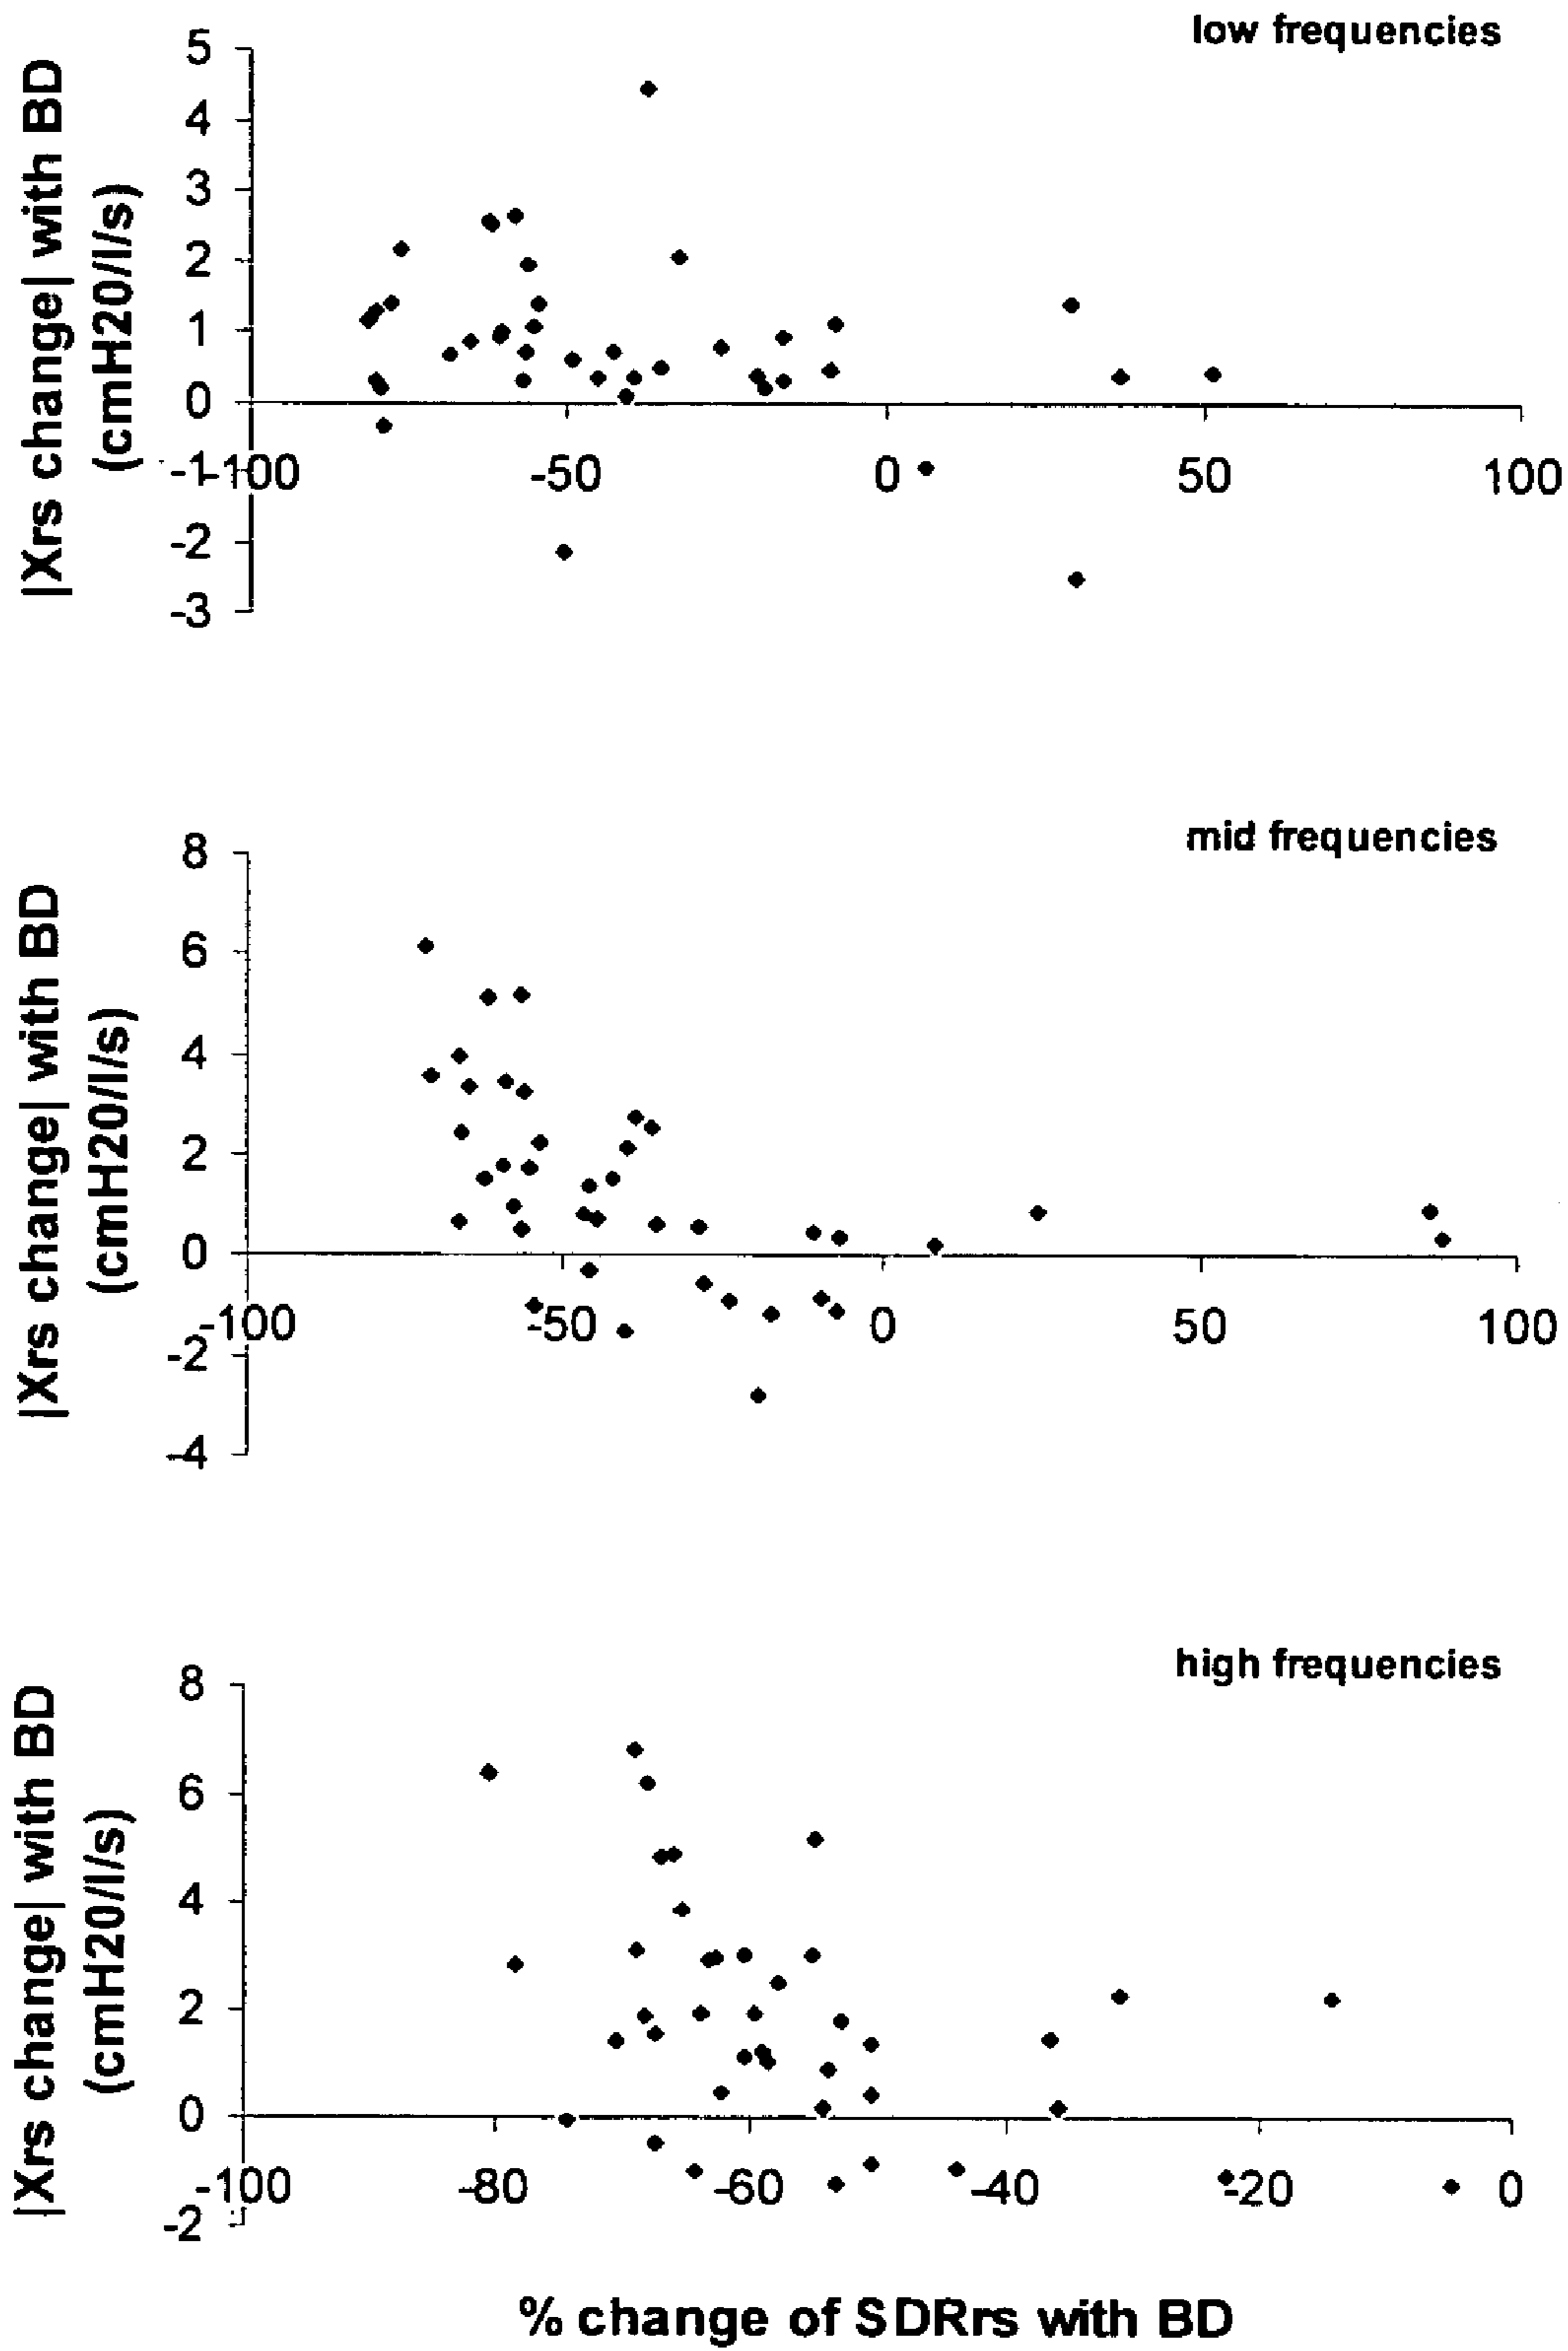 low frequencies
|Xrs change| with BD
(cmH20/l/s)
5
4
3
2
1
0
-1
-2
-3
-100 -50 0 50 100
mid frequencies
|Xrs change| with BD
(cmH20/l/s)
8
6
4
2
0
-2
-4
-100 -50 0 50 100
high frequencies
|Xrs change| with BD
(cmH20/l/s)
8
6
4
2
0
-2
-100 -80 -60 -40 -20 0
% change of SDRrs with BD